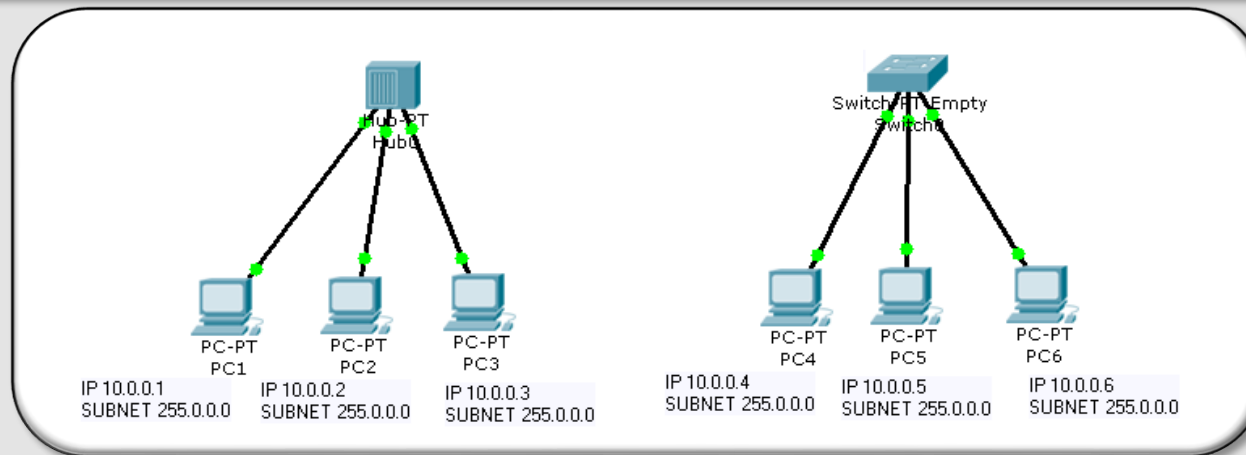 Hub-PT
Hub0
Switch-PT-Empty
Switch0
PC-PT
PC1
PC-PT
PC2
PC-PT
PC3
PC-PT
PC4
PC-PT
PC5
PC-PT
PC6
IP 10.0.0.1
SUBNET 255.0.0.0
IP 10.0.0.2
SUBNET 255.0.0.0
IP 10.0.0.3
SUBNET 255.0.0.0
IP 10.0.0.4
SUBNET 255.0.0.0
IP 10.0.0.5
SUBNET 255.0.0.0
IP 10.0.0.6
SUBNET 255.0.0.0